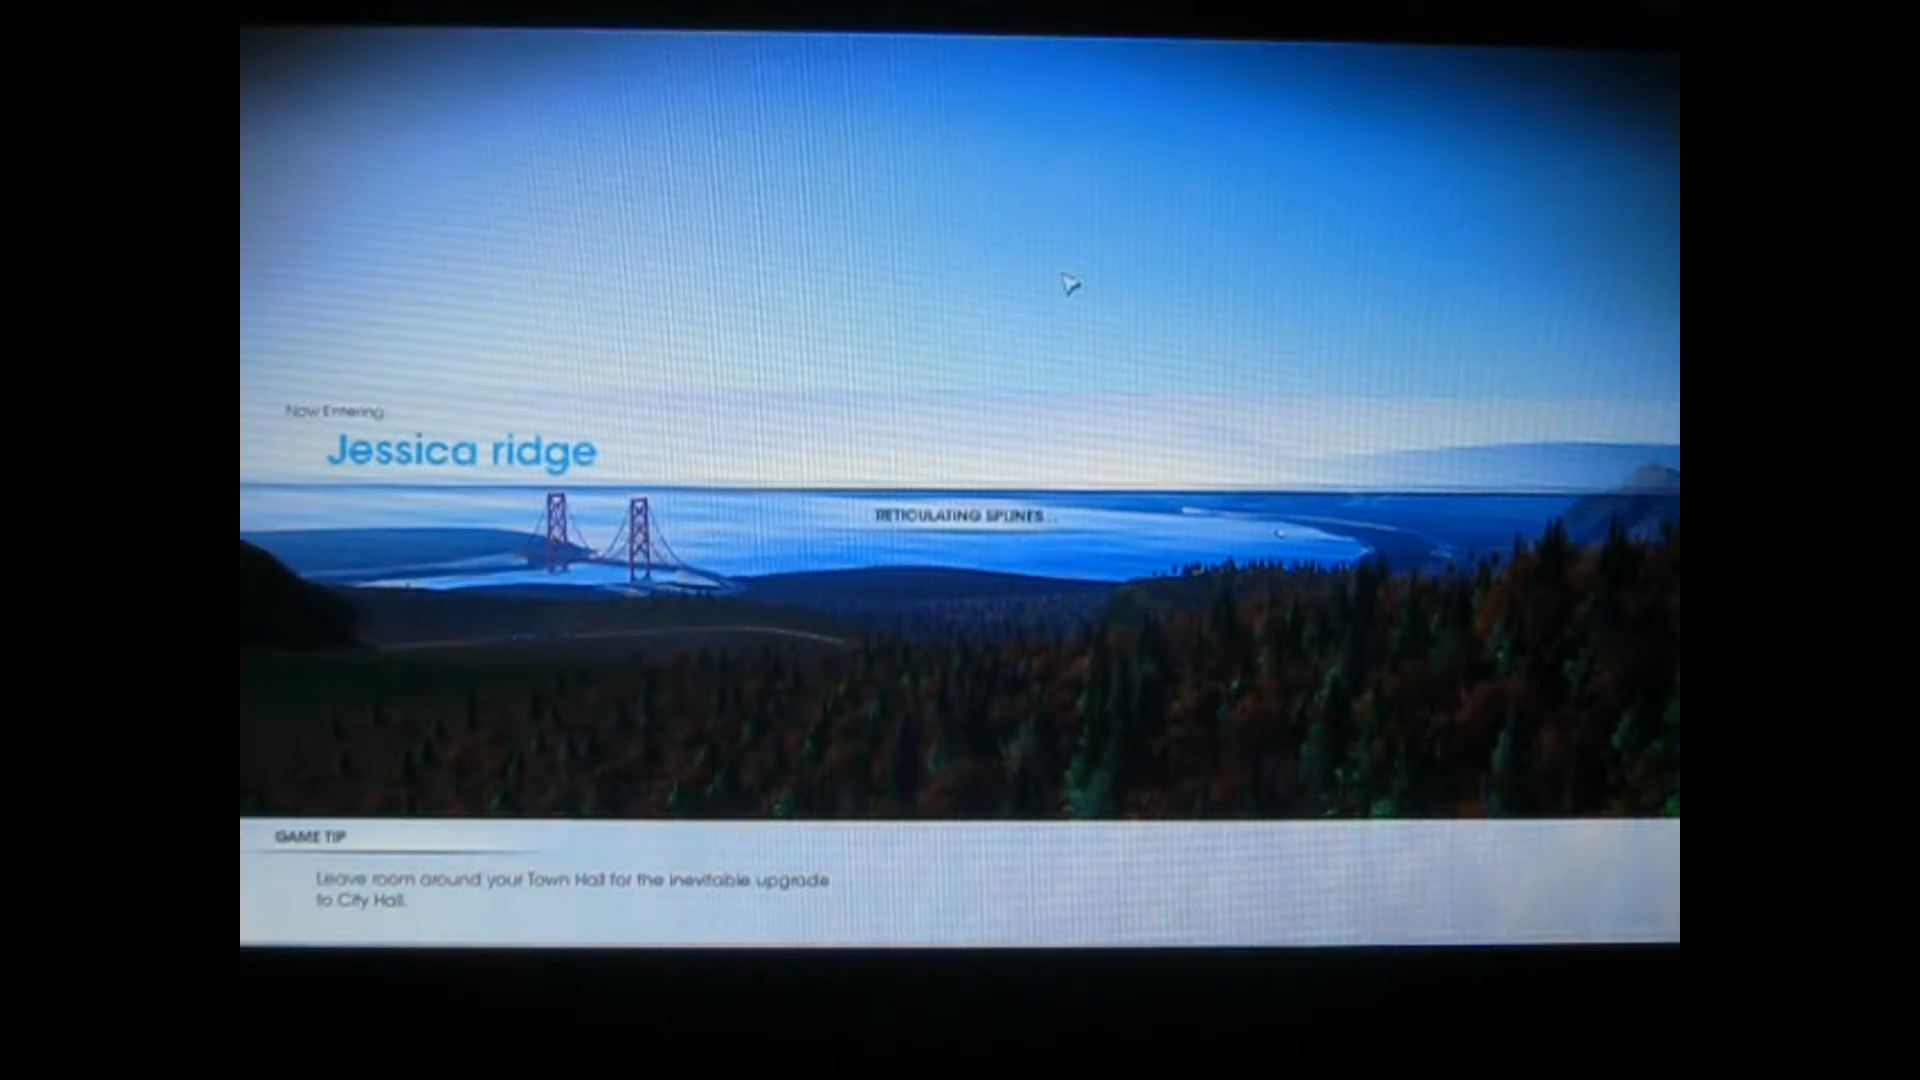 Now Entering
Jessica ridge
RETICULATING SPLINES...
GAME TIP
Leave room around your Town Hall for the inevitable upgrade
to City Hall.